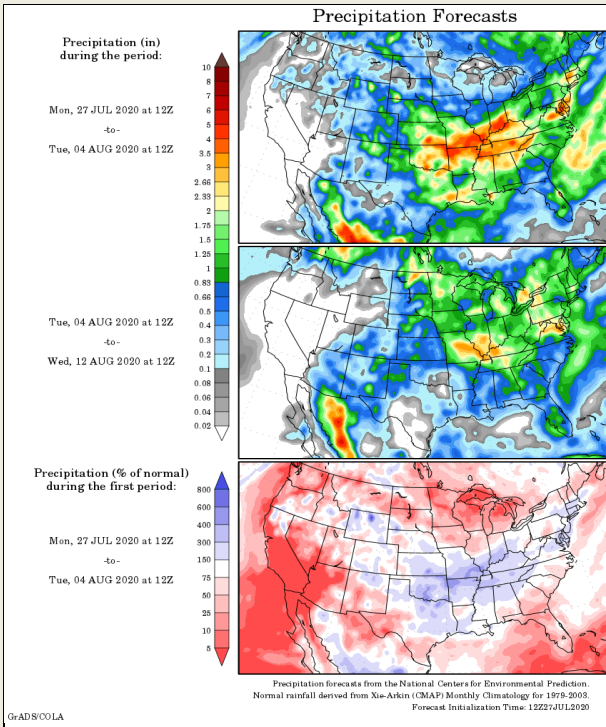 Precipitation Forecasts
Precipitation (in)
during the period:
Mon, 27 JUL 2020 at 12Z
-to-
Tue, 04 AUG 2020 at 12Z
10
8
7
6
5
4
3.5
3
2.66
2.33
2
1.75
1.5
1.25
1
0.83
0.66
0.5
0.4
0.3
0.2
0.1
0.08
0.06
0.04
0.02
Tue, 04 AUG 2020 at 12Z
-to-
Wed, 12 AUG 2020 at 12Z
Precipitation (% of normal)
during the first period:
Mon, 27 JUL 2020 at 12Z
-to-
Tue, 04 AUG 2020 at 12Z
800
600
400
300
150
75
50
25
10
5
Precipitation forecasts from the National Centers for Environmental Prediction.
Normal rainfall derived from Xie-Arkin (CMAP) Monthly Climatology for 1979-2003.
Forecast Initialization Time: 12Z27JUL2020
GrADS/COLA